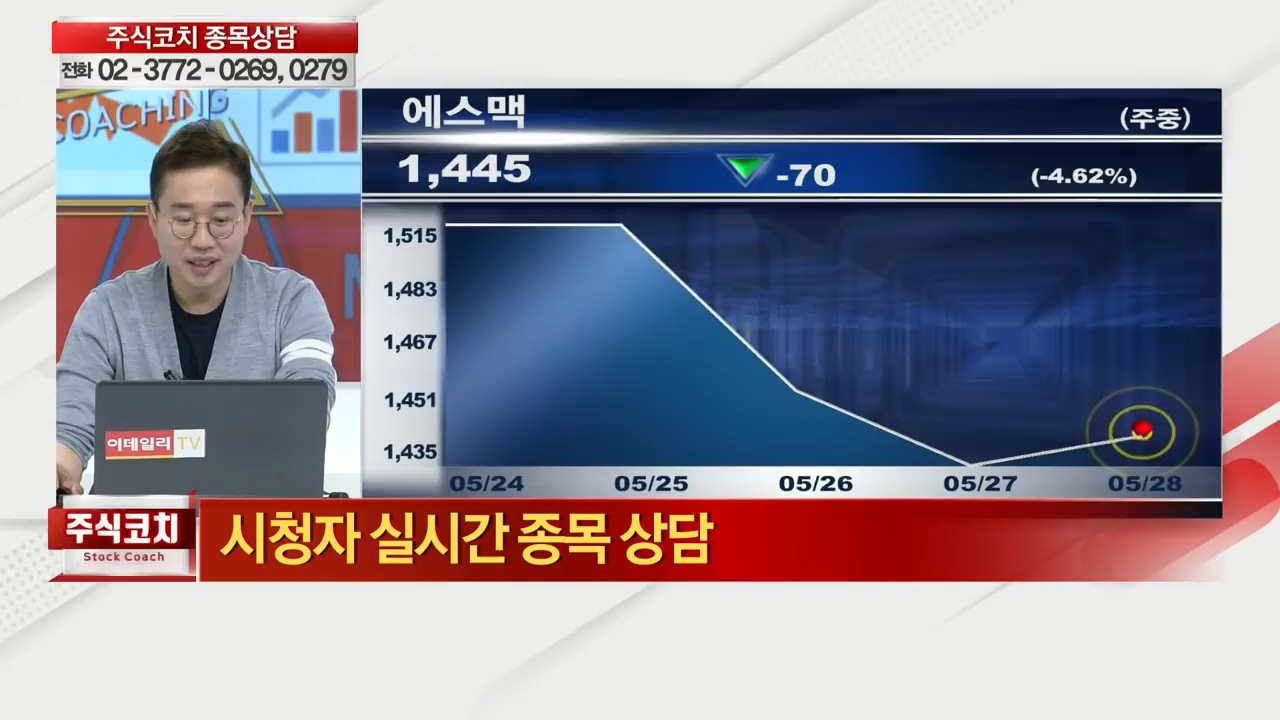 주식코치 종목상담
전화 02-3772-0269, 0279
COACHING
에스맥
(주중)
1,445
-70
(-4.62%)
1,515
1,483
1,467
1,451
1,435
05/24
05/25
05/26
05/27
05/28
이데일리 TV
주식코치
Stock Coach
시청자 실시간 종목 상담